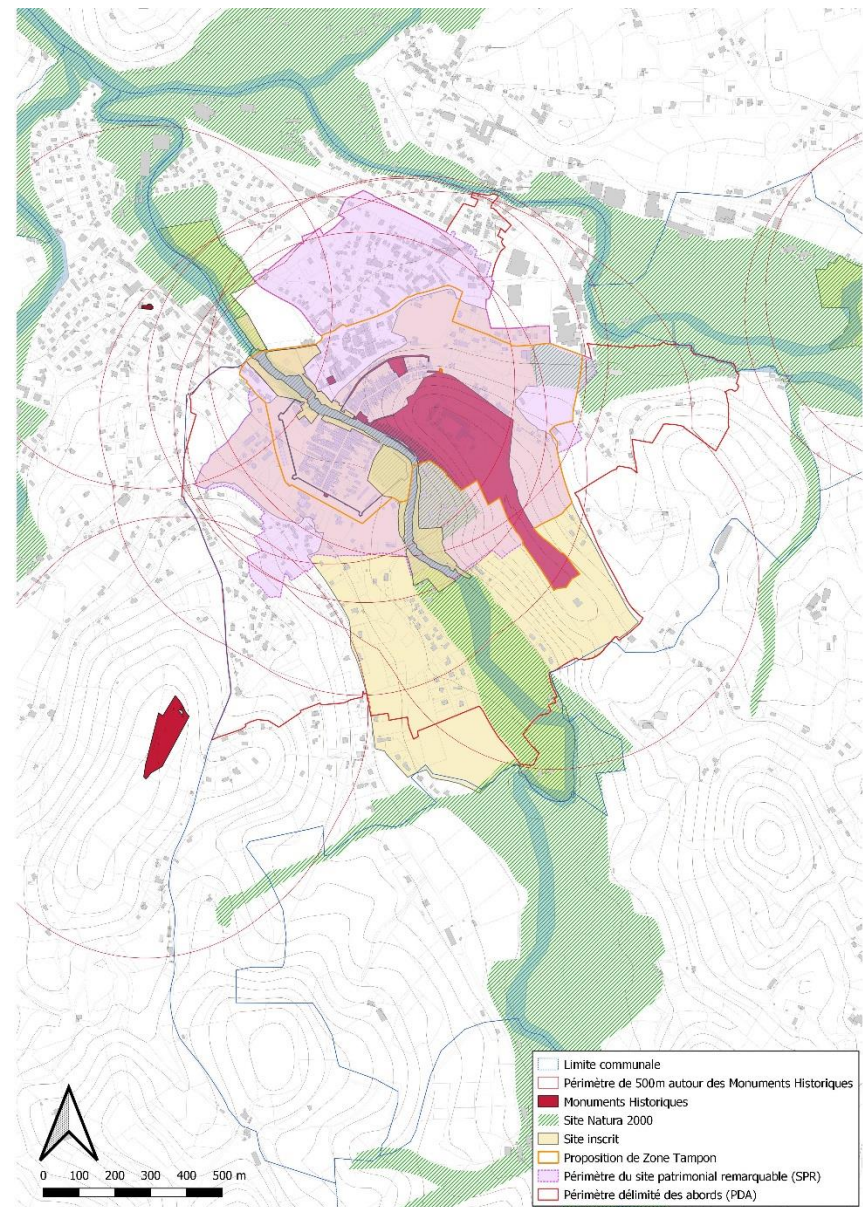 Limite communale
Périmètre de 500m autour des Monuments Historiques
Monuments Historiques
Site Natura 2000
Site inscrit
Proposition de Zone Tampon
Périmètre du site patrimonial remarquable (SPR)
Périmètre délimité des abords (PDA)
0 100 200 300 400 500 m